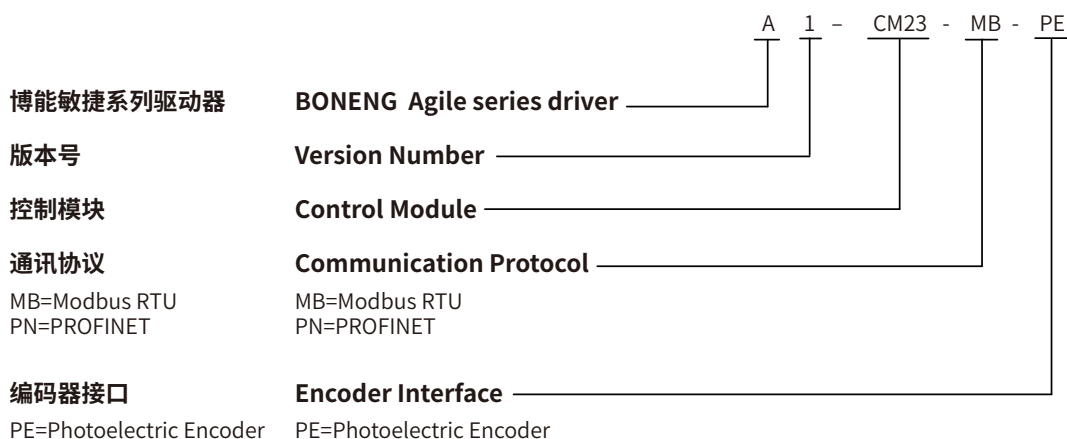 A 1 – CM23 - MB - PE
博能敏捷系列驱动器 BONENG Agile series driver
版本号 Version Number
控制模块 Control Module
通讯协议 Communication Protocol
MB=Modbus RTU MB=Modbus RTU
PN=PROFINET PN=PROFINET
编码器接口 Encoder Interface
PE=Photoelectric Encoder PE=Photoelectric Encoder